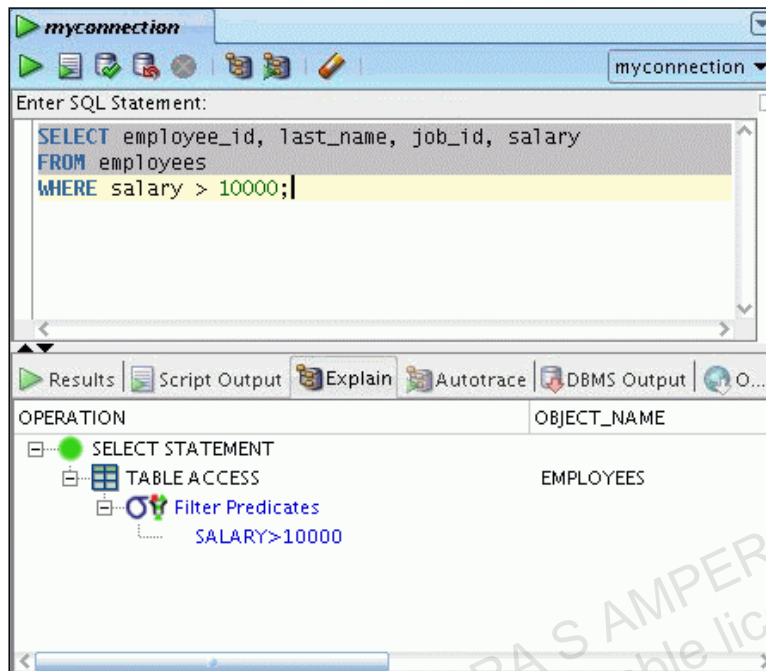 myconnection
myconnection
Enter SQL Statement:
SELECT employee_id, last_name, job_id, salary
FROM employees
WHERE salary > 10000;
Results Script Output Explain Autotrace DBMS Output O...
OPERATION OBJECT_NAME
SELECT STATEMENT
TABLE ACCESS EMPLOYEES
Filter Predicates
SALARY>10000
S AMPER